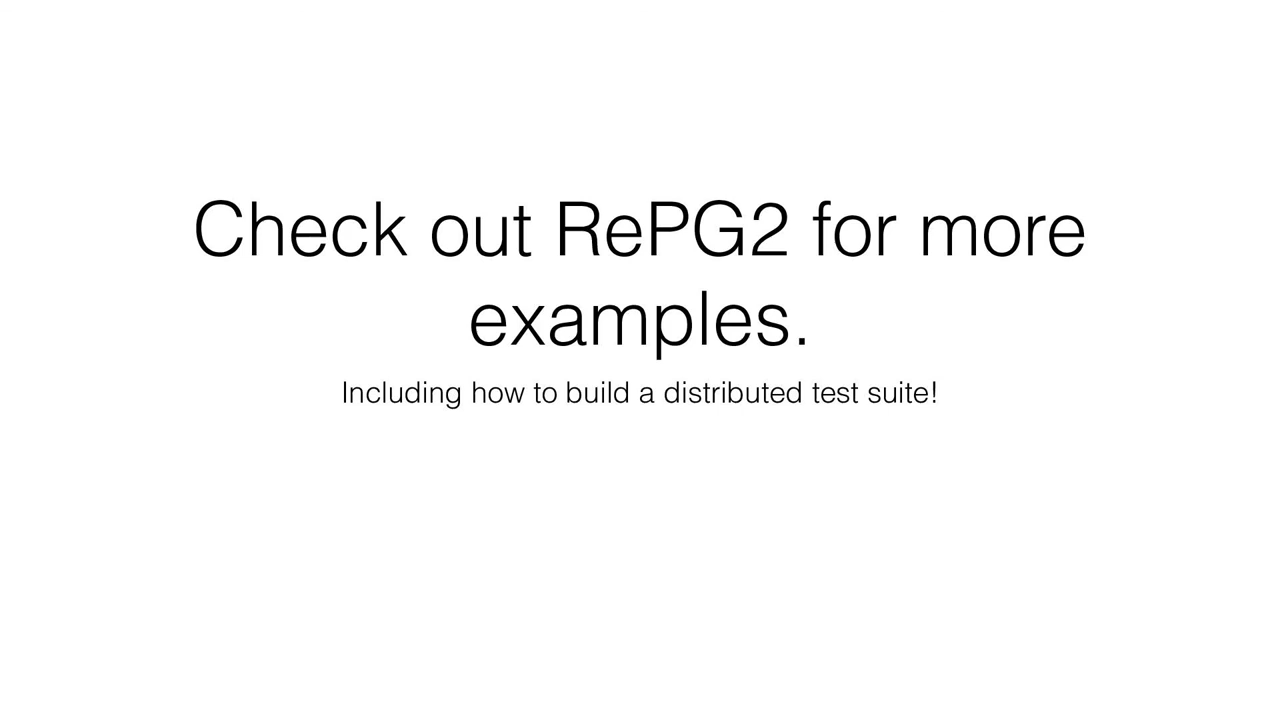 Check out RePG2 for more
examples.
Including how to build a distributed test suite!